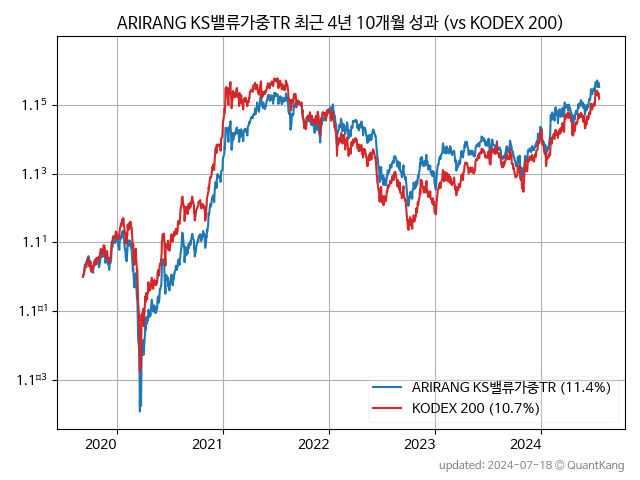 ARIRANG KS밸류가중TR 최근 4년 10개월 성과 (vs KODEX 200)
1.1⁵
1.1³
1.1¹
1.1¤¹
1.1¤³
ARIRANG KS밸류가중TR (11.4%)
KODEX 200 (10.7%)
2020 2021 2022 2023 2024
updated: 2024-07-18 © QuantKang